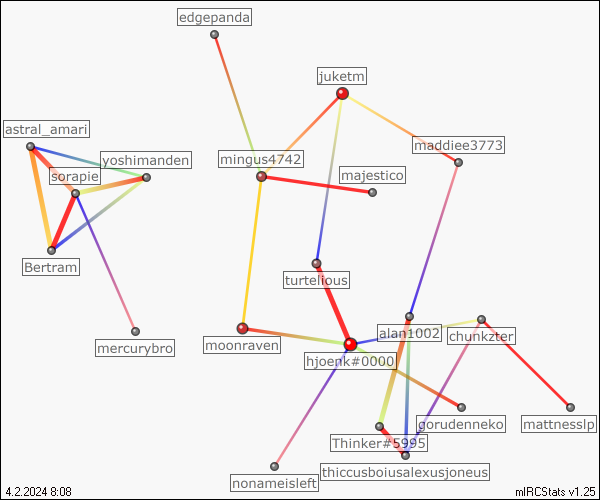 edgepanda
juketm
astral_amari
maddiee3773
yoshimanden
mingus4742
sorapie
majestico
Bertram
turtelious
alan1002
chunkzter
moonraven
mercurybro
hjoenk#0000
gorudenneko
mattnesslp
Thinker#5995
thiccusboiusalexusjoneus
nonameisleft
4.2.2024 8:08
mIRCStats v1.25